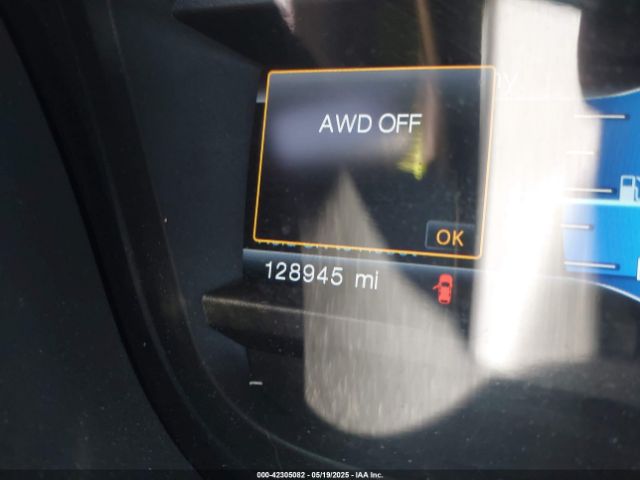 AWD OFF
OK
128945 mi
000-42305082 - 05/19/2025 - IAA Inc.